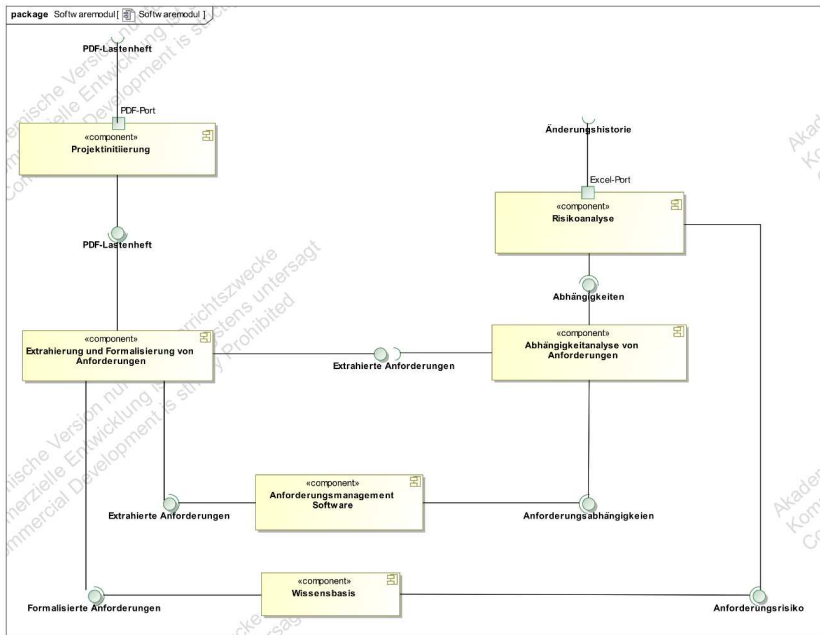 package Softwaremodul [ Softwaremodul ]
PDF-Lastenheft
PDF-Port
«component»
Projektinitiierung
PDF-Lastenheft
Änderungshistorie
Excel-Port
«component»
Risikoanalyse
Abhängigkeiten
«component»
Extrahierung und Formalisierung von
Anforderungen
Extrahierte Anforderungen
«component»
Abhängigkeitanalyse von
Anforderungen
«component»
Anforderungsmanagement
Software
Extrahierte Anforderungen
Anforderungsabhängigkeien
«component»
Wissensbasis
Formalisierte Anforderungen
Anforderungsrisiko